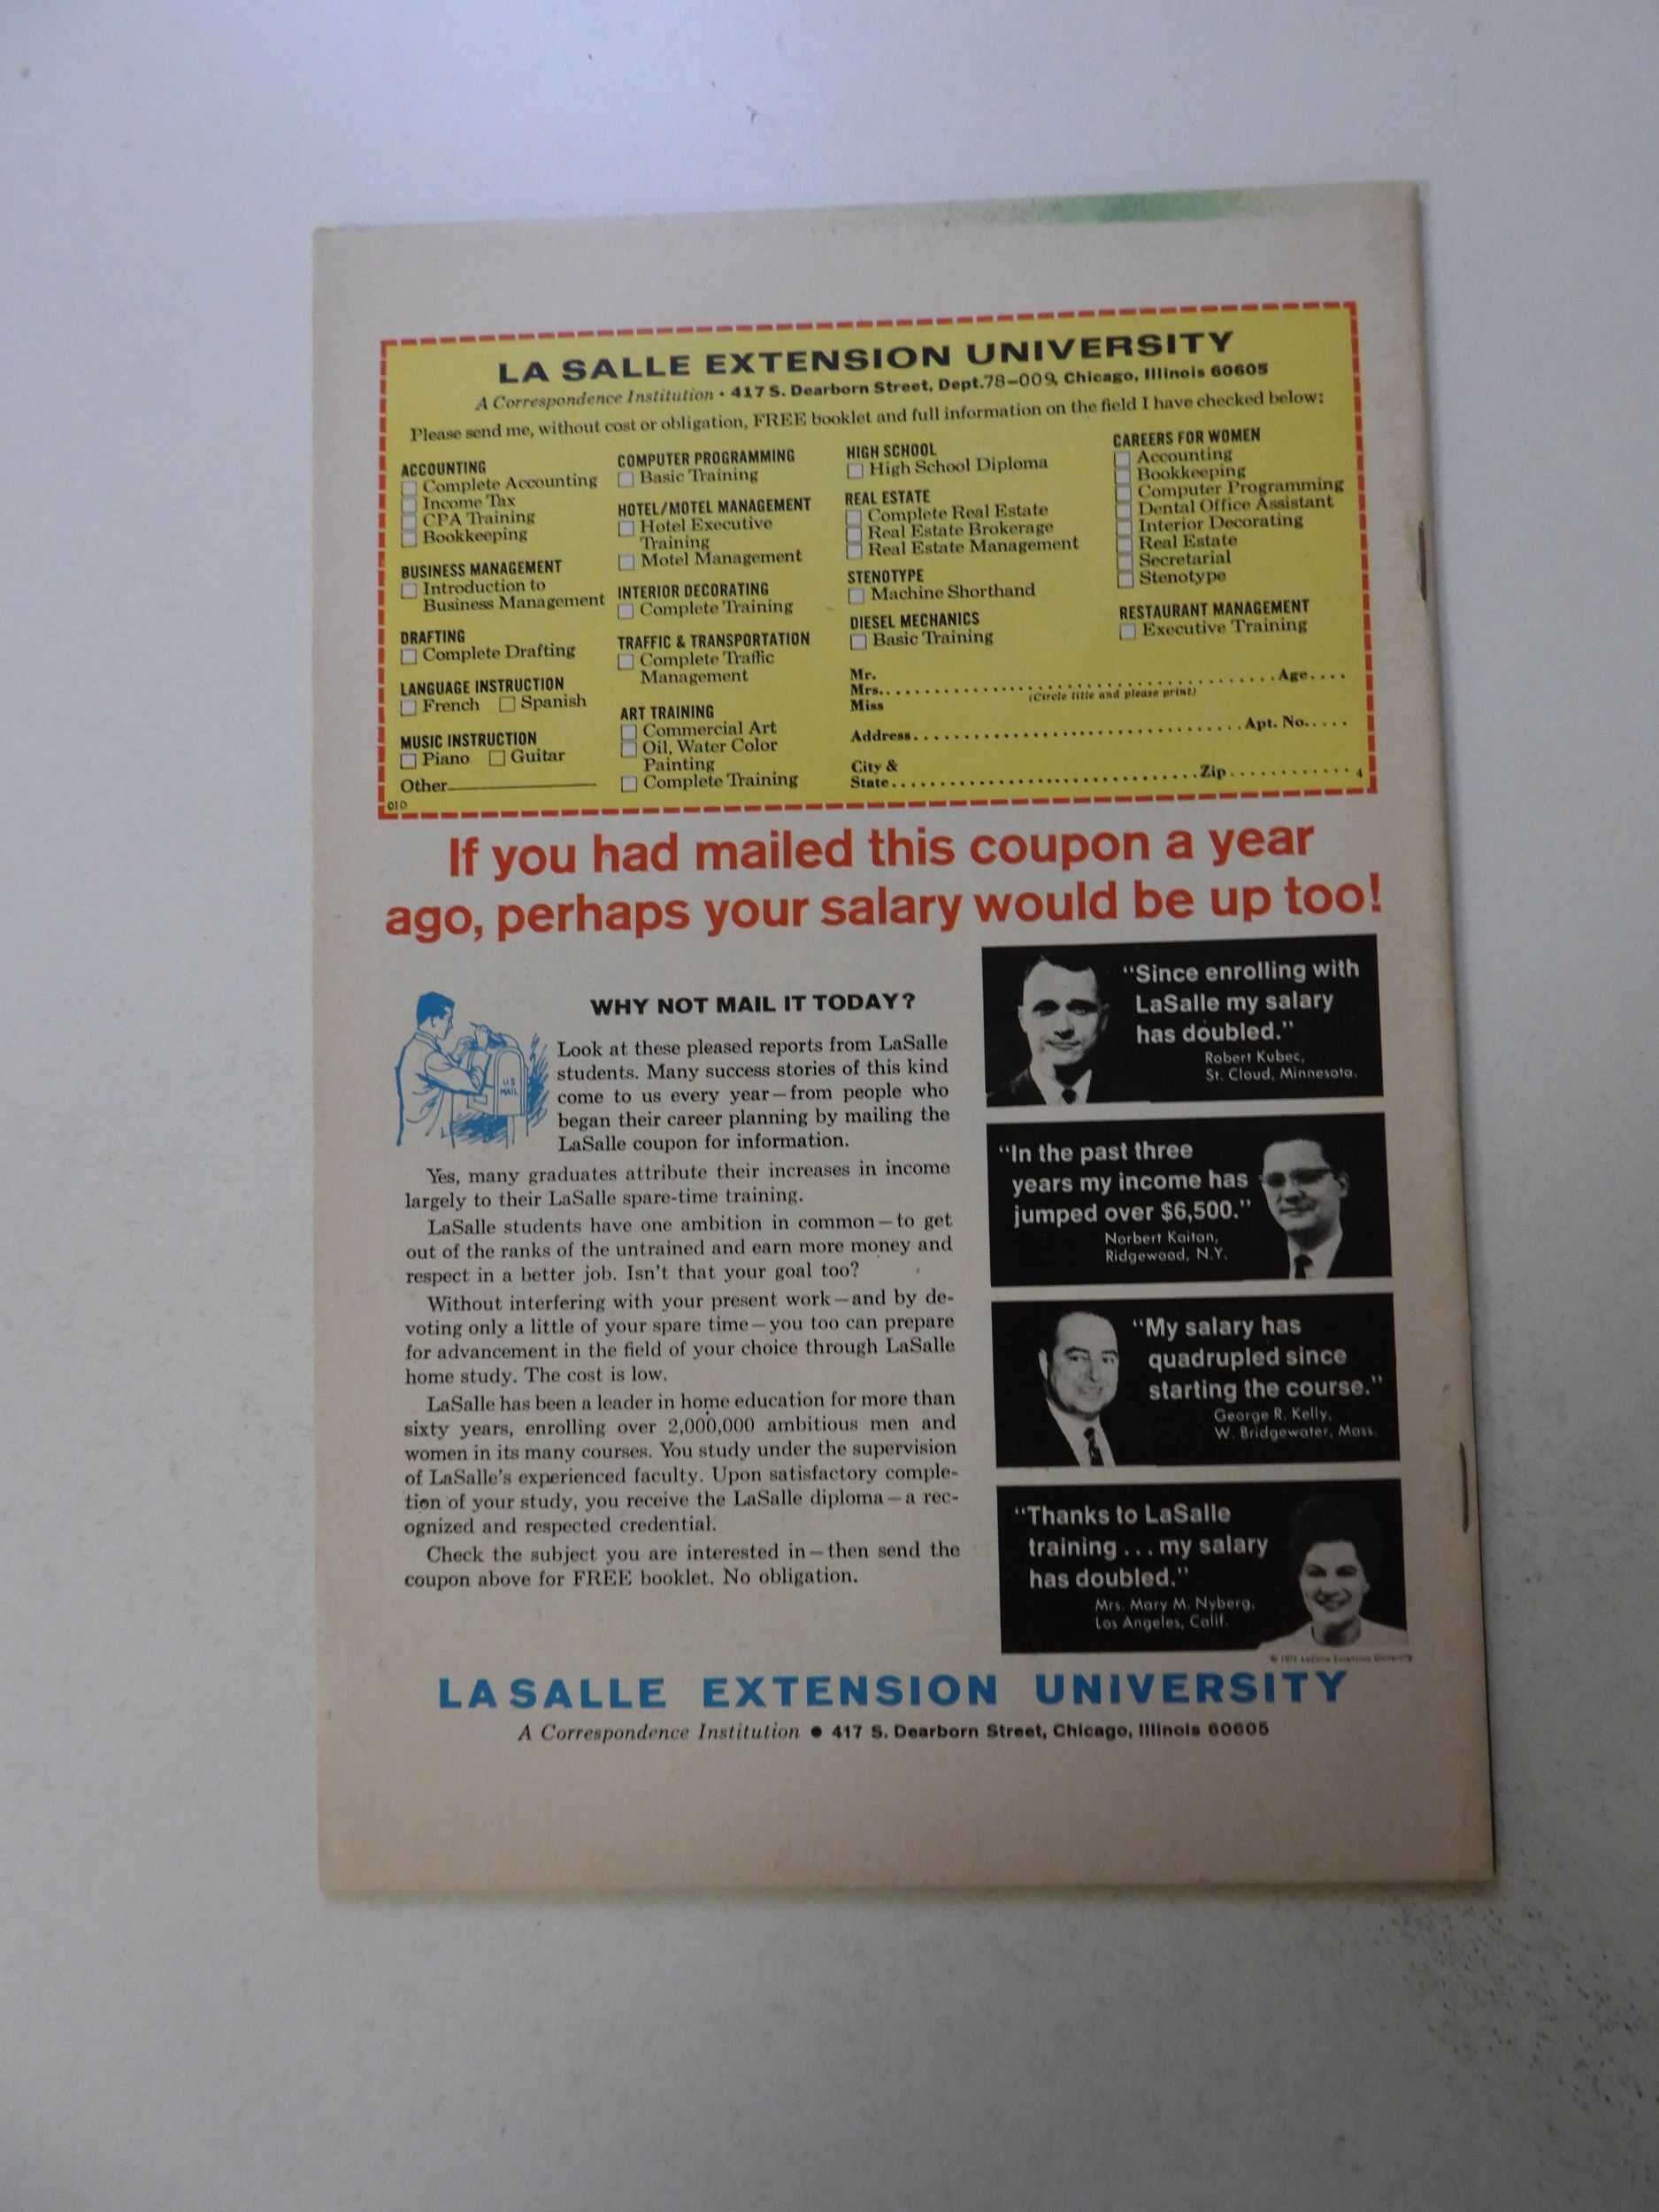 LA SALLE EXTENSION UNIVERSITY
A Correspondence Institution • 417 S. Dearborn Street, Dept.78-009, Chicago, Illinois 60605
Please send me, without cost or obligation, FREE booklet and full information on the field I have checked below:
ACCOUNTING
Complete Accounting
Income Tax
CPA Training
Bookkeeping
BUSINESS MANAGEMENT
Introduction to
Business Management
DRAFTING
Complete Drafting
LANGUAGE INSTRUCTION
French Spanish
MUSIC INSTRUCTION
Piano Guitar
Other
01D
COMPUTER PROGRAMMING
Basic Training
HOTEL/MOTEL MANAGEMENT
Hotel Executive
Training
Motel Management
INTERIOR DECORATING
Complete Training
TRAFFIC & TRANSPORTATION
Complete Traffic
Management
ART TRAINING
Commercial Art
Oil, Water Color
Painting
Complete Training
HIGH SCHOOL
High School Diploma
REAL ESTATE
Complete Real Estate
Real Estate Brokerage
Real Estate Management
STENOTYPE
Machine Shorthand
DIESEL MECHANICS
Basic Training
CAREERS FOR WOMEN
Accounting
Bookkeeping
Computer Programming
Dental Office Assistant
Interior Decorating
Real Estate
Secretarial
Stenotype
RESTAURANT MANAGEMENT
Executive Training
Mr.
Mrs. Age
Miss (Circle title and please print)
Address Apt. No.
City &
State Zip 4
If you had mailed this coupon a year
ago, perhaps your salary would be up too!
WHY NOT MAIL IT TODAY?
US
MAIL
Look at these pleased reports from LaSalle
students. Many success stories of this kind
come to us every year—from people who
began their career planning by mailing the
LaSalle coupon for information.
Yes, many graduates attribute their increases in income
largely to their LaSalle spare-time training.
LaSalle students have one ambition in common—to get
out of the ranks of the untrained and earn more money and
respect in a better job. Isn't that your goal too?
Without interfering with your present work—and by de-
voting only a little of your spare time—you too can prepare
for advancement in the field of your choice through LaSalle
home study. The cost is low.
LaSalle has been a leader in home education for more than
sixty years, enrolling over 2,000,000 ambitious men and
women in its many courses. You study under the supervision
of LaSalle's experienced faculty. Upon satisfactory comple-
tion of your study, you receive the LaSalle diploma—a rec-
ognized and respected credential.
Check the subject you are interested in—then send the
coupon above for FREE booklet. No obligation.
"Since enrolling with
LaSalle my salary
has doubled."
Robert Kubec,
St. Cloud, Minnesota.
"In the past three
years my income has
jumped over $6,500."
Norbert Kaitan,
Ridgewood, N.Y.
"My salary has
quadrupled since
starting the course."
George R. Kelly,
W. Bridgewater, Mass.
"Thanks to LaSalle
training...my salary
has doubled."
Mrs. Mary M. Nyberg,
Los Angeles, Calif.
© 1971 LaSalle Extension University
LA SALLE EXTENSION UNIVERSITY
A Correspondence Institution • 417 S. Dearborn Street, Chicago, Illinois 60605